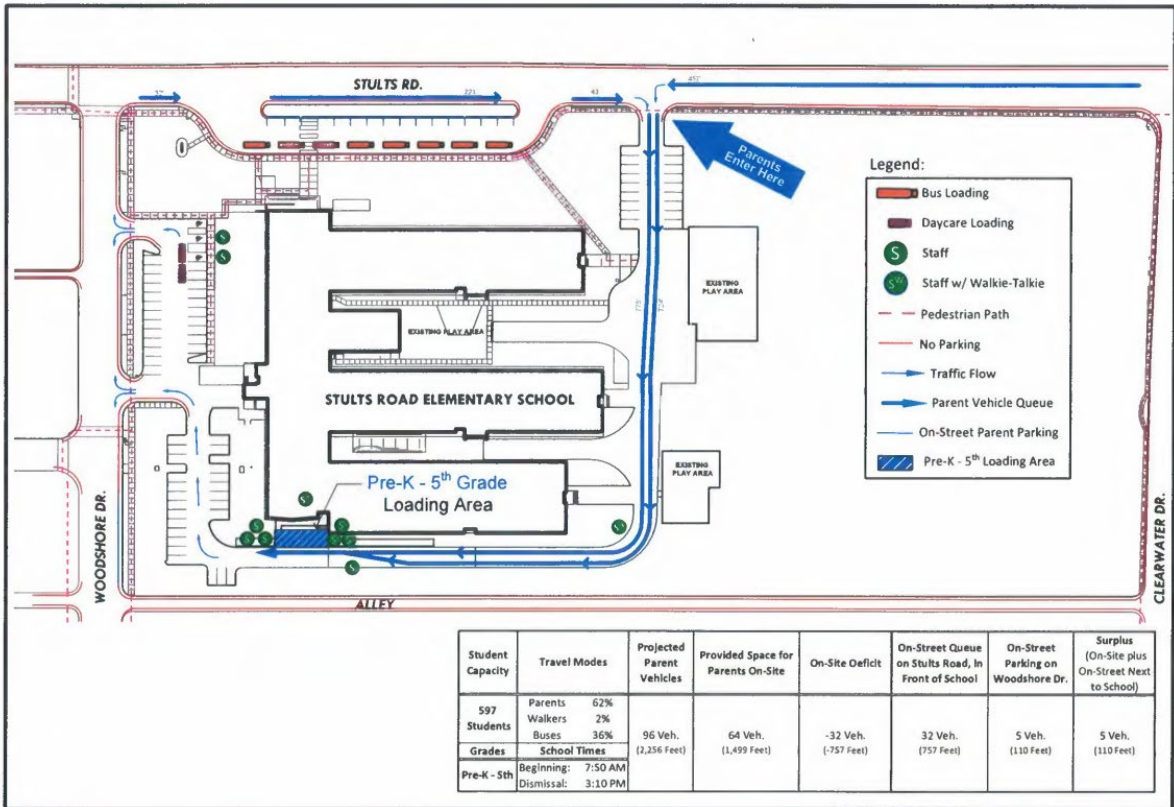 STULTS RD.
221'
43'
Parents
Enter Here
Legend:
Bus Loading
Daycare Loading
S Staff
Staff w/ Walkie-Talkie
Pedestrian Path
No Parking
Traffic Flow
Parent Vehicle Queue
On-Street Parent Parking
Pre-K - 5th Loading Area
S
S
EXISTING
PLAY AREA
EXISTING PLAY AREA
775'
724'
STULTS ROAD ELEMENTARY SCHOOL
EXISTING
PLAY AREA
Pre-K - 5th Grade
Loading Area
WOODSHORE DR.
CLEARWATER DR.
ALLEY
Student Capacity
Travel Modes
Projected Parent Vehicles
Provided Space for Parents On-Site
On-Site Deficit
On-Street Queue on Stults Road, In Front of School
On-Street Parking on Woodshore Dr.
Surplus (On-Site plus On-Street Next to School)
597 Students
Parents 62%
Walkers 2%
Buses 36%
96 Veh. (2,256 Feet)
64 Veh. (1,499 Feet)
-32 Veh. (-757 Feet)
32 Veh. (757 Feet)
5 Veh. (110 Feet)
5 Veh. (110 Feet)
Grades
School Times
Pre-K - 5th
Beginning: 7:50 AM
Dismissal: 3:10 PM